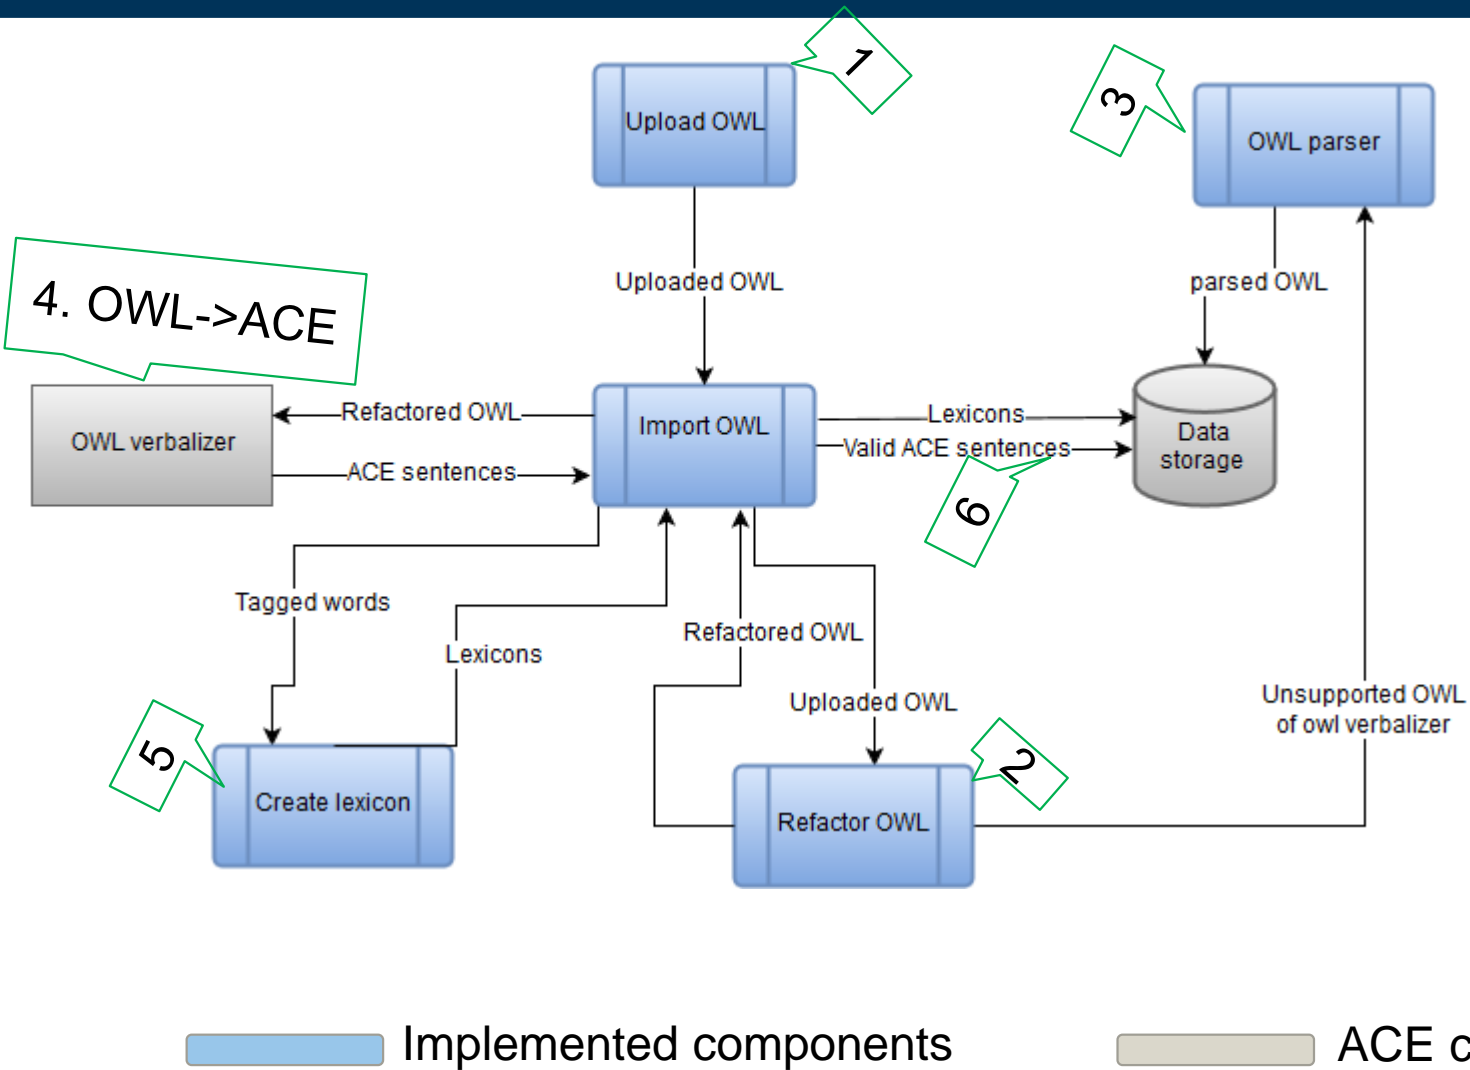 1
Upload OWL
3
OWL parser
Uploaded OWL
parsed OWL
4. OWL->ACE
OWL verbalizer
Refactored OWL
ACE sentences
Import OWL
Lexicons
Valid ACE sentences
Data
storage
6
Tagged words
Lexicons
Refactored OWL
Uploaded OWL
Unsupported OWL
of owl verbalizer
5
Create lexicon
2
Refactor OWL
Implemented components
ACE c